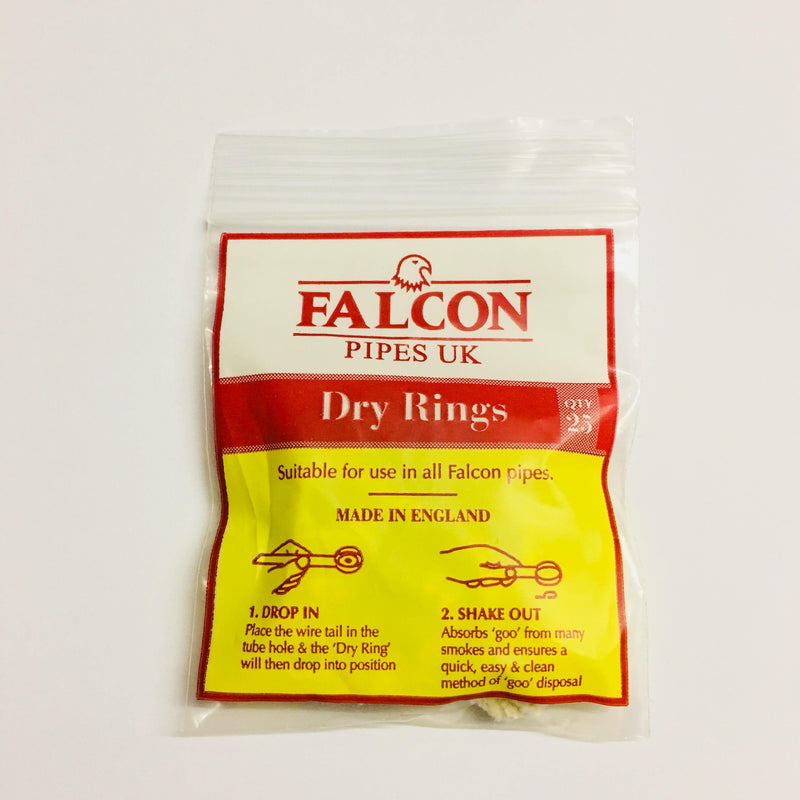 FALCON
PIPES UK
Dry Rings
QTY
25
Suitable for use in all Falcon pipes.
MADE IN ENGLAND
1. DROP IN
Place the wire tail in the
tube hole & the 'Dry Ring'
will then drop into position
2. SHAKE OUT
Absorbs 'goo' from many
smokes and ensures a
quick, easy & clean
method of 'goo' disposal